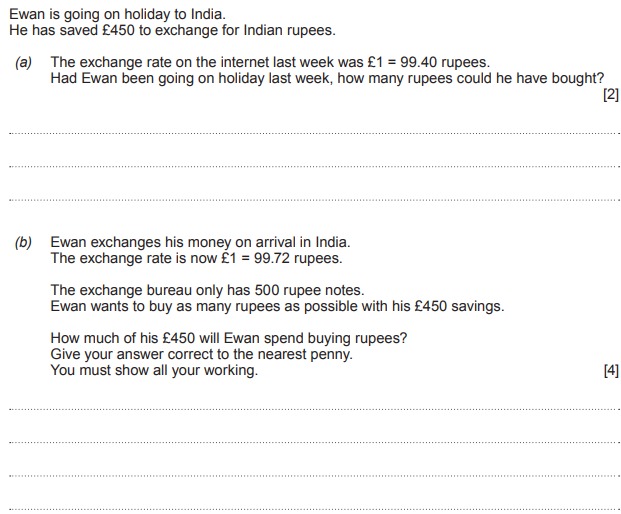 Ewan is going on holiday to India.
He has saved £450 to exchange for Indian rupees.
(a) The exchange rate on the internet last week was £1 = 99.40 rupees.
Had Ewan been going on holiday last week, how many rupees could he have bought?
[2]
(b) Ewan exchanges his money on arrival in India.
The exchange rate is now £1 = 99.72 rupees.
The exchange bureau only has 500 rupee notes.
Ewan wants to buy as many rupees as possible with his £450 savings.
How much of his £450 will Ewan spend buying rupees?
Give your answer correct to the nearest penny.
You must show all your working. [4]